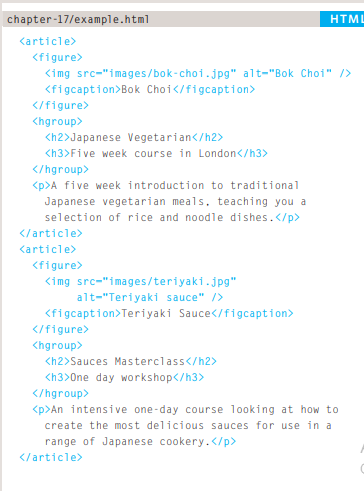 chapter-17/example.html HTML
<article>
<figure>
<img src="images/bok-choi.jpg" alt="Bok Choi" />
<figcaption>Bok Choi</figcaption>
</figure>
<hgroup>
<h2>Japanese Vegetarian</h2>
<h3>Five week course in London</h3>
</hgroup>
<p>A five week introduction to traditional
Japanese vegetarian meals, teaching you a
selection of rice and noodle dishes.</p>
</article>
<article>
<figure>
<img src="images/teriyaki.jpg"
alt="Teriyaki sauce" />
<figcaption>Teriyaki Sauce</figcaption>
</figure>
<hgroup>
<h2>Sauces Masterclass</h2>
<h3>One day workshop</h3>
</hgroup>
<p>An intensive one-day course looking at how to
create the most delicious sauces for use in a
range of Japanese cookery.</p>
</article>